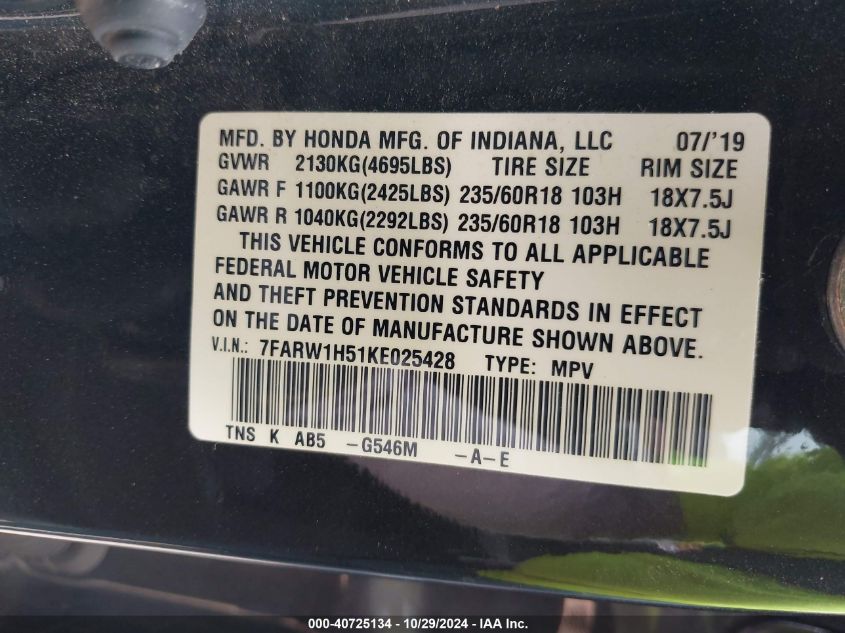 MFD. BY HONDA MFG. OF INDIANA, LLC 07/'19
GVWR 2130KG(4695LBS) TIRE SIZE RIM SIZE
GAWR F 1100KG(2425LBS) 235/60R18 103H 18X7.5J
GAWR R 1040KG(2292LBS) 235/60R18 103H 18X7.5J
THIS VEHICLE CONFORMS TO ALL APPLICABLE
FEDERAL MOTOR VEHICLE SAFETY
AND THEFT PREVENTION STANDARDS IN EFFECT
ON THE DATE OF MANUFACTURE SHOWN ABOVE.
V.I.N.: 7FARW1H51KE025428 TYPE: MPV
TNS K AB5 -G546M -A-E
000-40725134 - 10/29/2024 - IAA Inc.